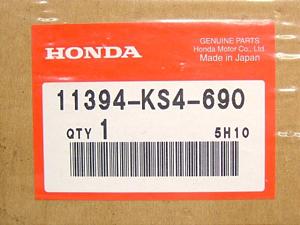 HONDA
GENUINE PARTS
Honda Motor Co., Ltd.
Made in Japan
11394-KS4-690
QTY 1 5H10